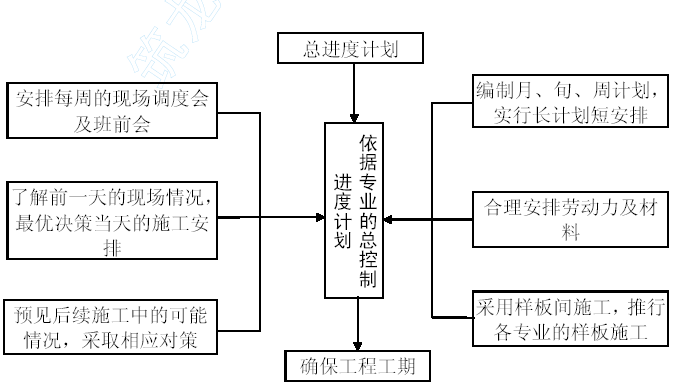 筑龙
总进度计划
安排每周的现场调度会
及班前会
了解前一天的现场情况，
最优决策当天的施工安
排
预见后续施工中的可能
情况，采取相应对策
依据专业的总控制
进度计划
编制月、旬、周计划，
实行长计划短安排
合理安排劳动力及材
料
采用样板间施工，推行
各专业的样板施工
确保工程工期